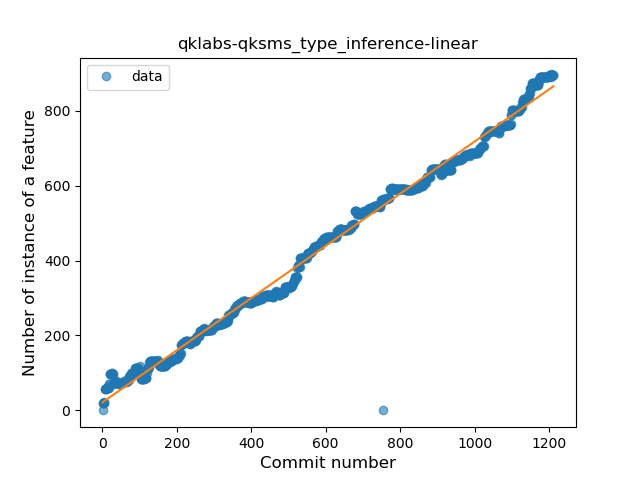 qklabs-qksms_type_inference-linear
data
Number of instance of a feature
800
600
400
200
0
0 200 400 600 800 1000 1200
Commit number